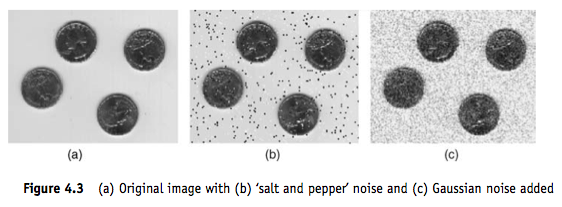 (a)
(b)
(c)
Figure 4.3 (a) Original image with (b) ‘salt and pepper’ noise and (c) Gaussian noise added